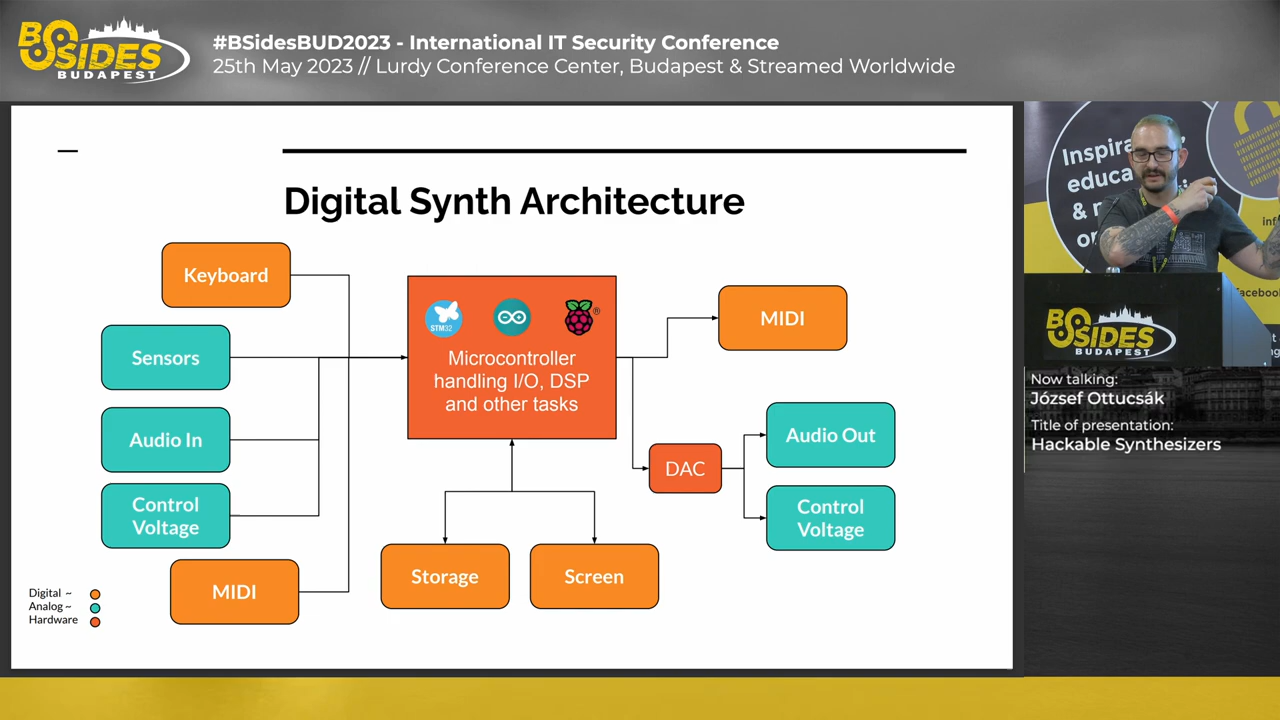 BSIDES
BUDAPEST
#BSidesBUD2023 - International IT Security Conference
25th May 2023 // Lurdy Conference Center, Budapest & Streamed Worldwide
Digital Synth Architecture
Keyboard
Sensors
Audio In
Control
Voltage
MIDI
STM32
Microcontroller
handling I/O, DSP
and other tasks
Storage
Screen
MIDI
DAC
Audio Out
Control
Voltage
Digital ~
Analog ~
Hardware
Inspira
educa
&
inf
facebook
BSIDES
BUDAPEST
Now talking:
József Ottucsák
Title of presentation:
Hackable Synthesizers